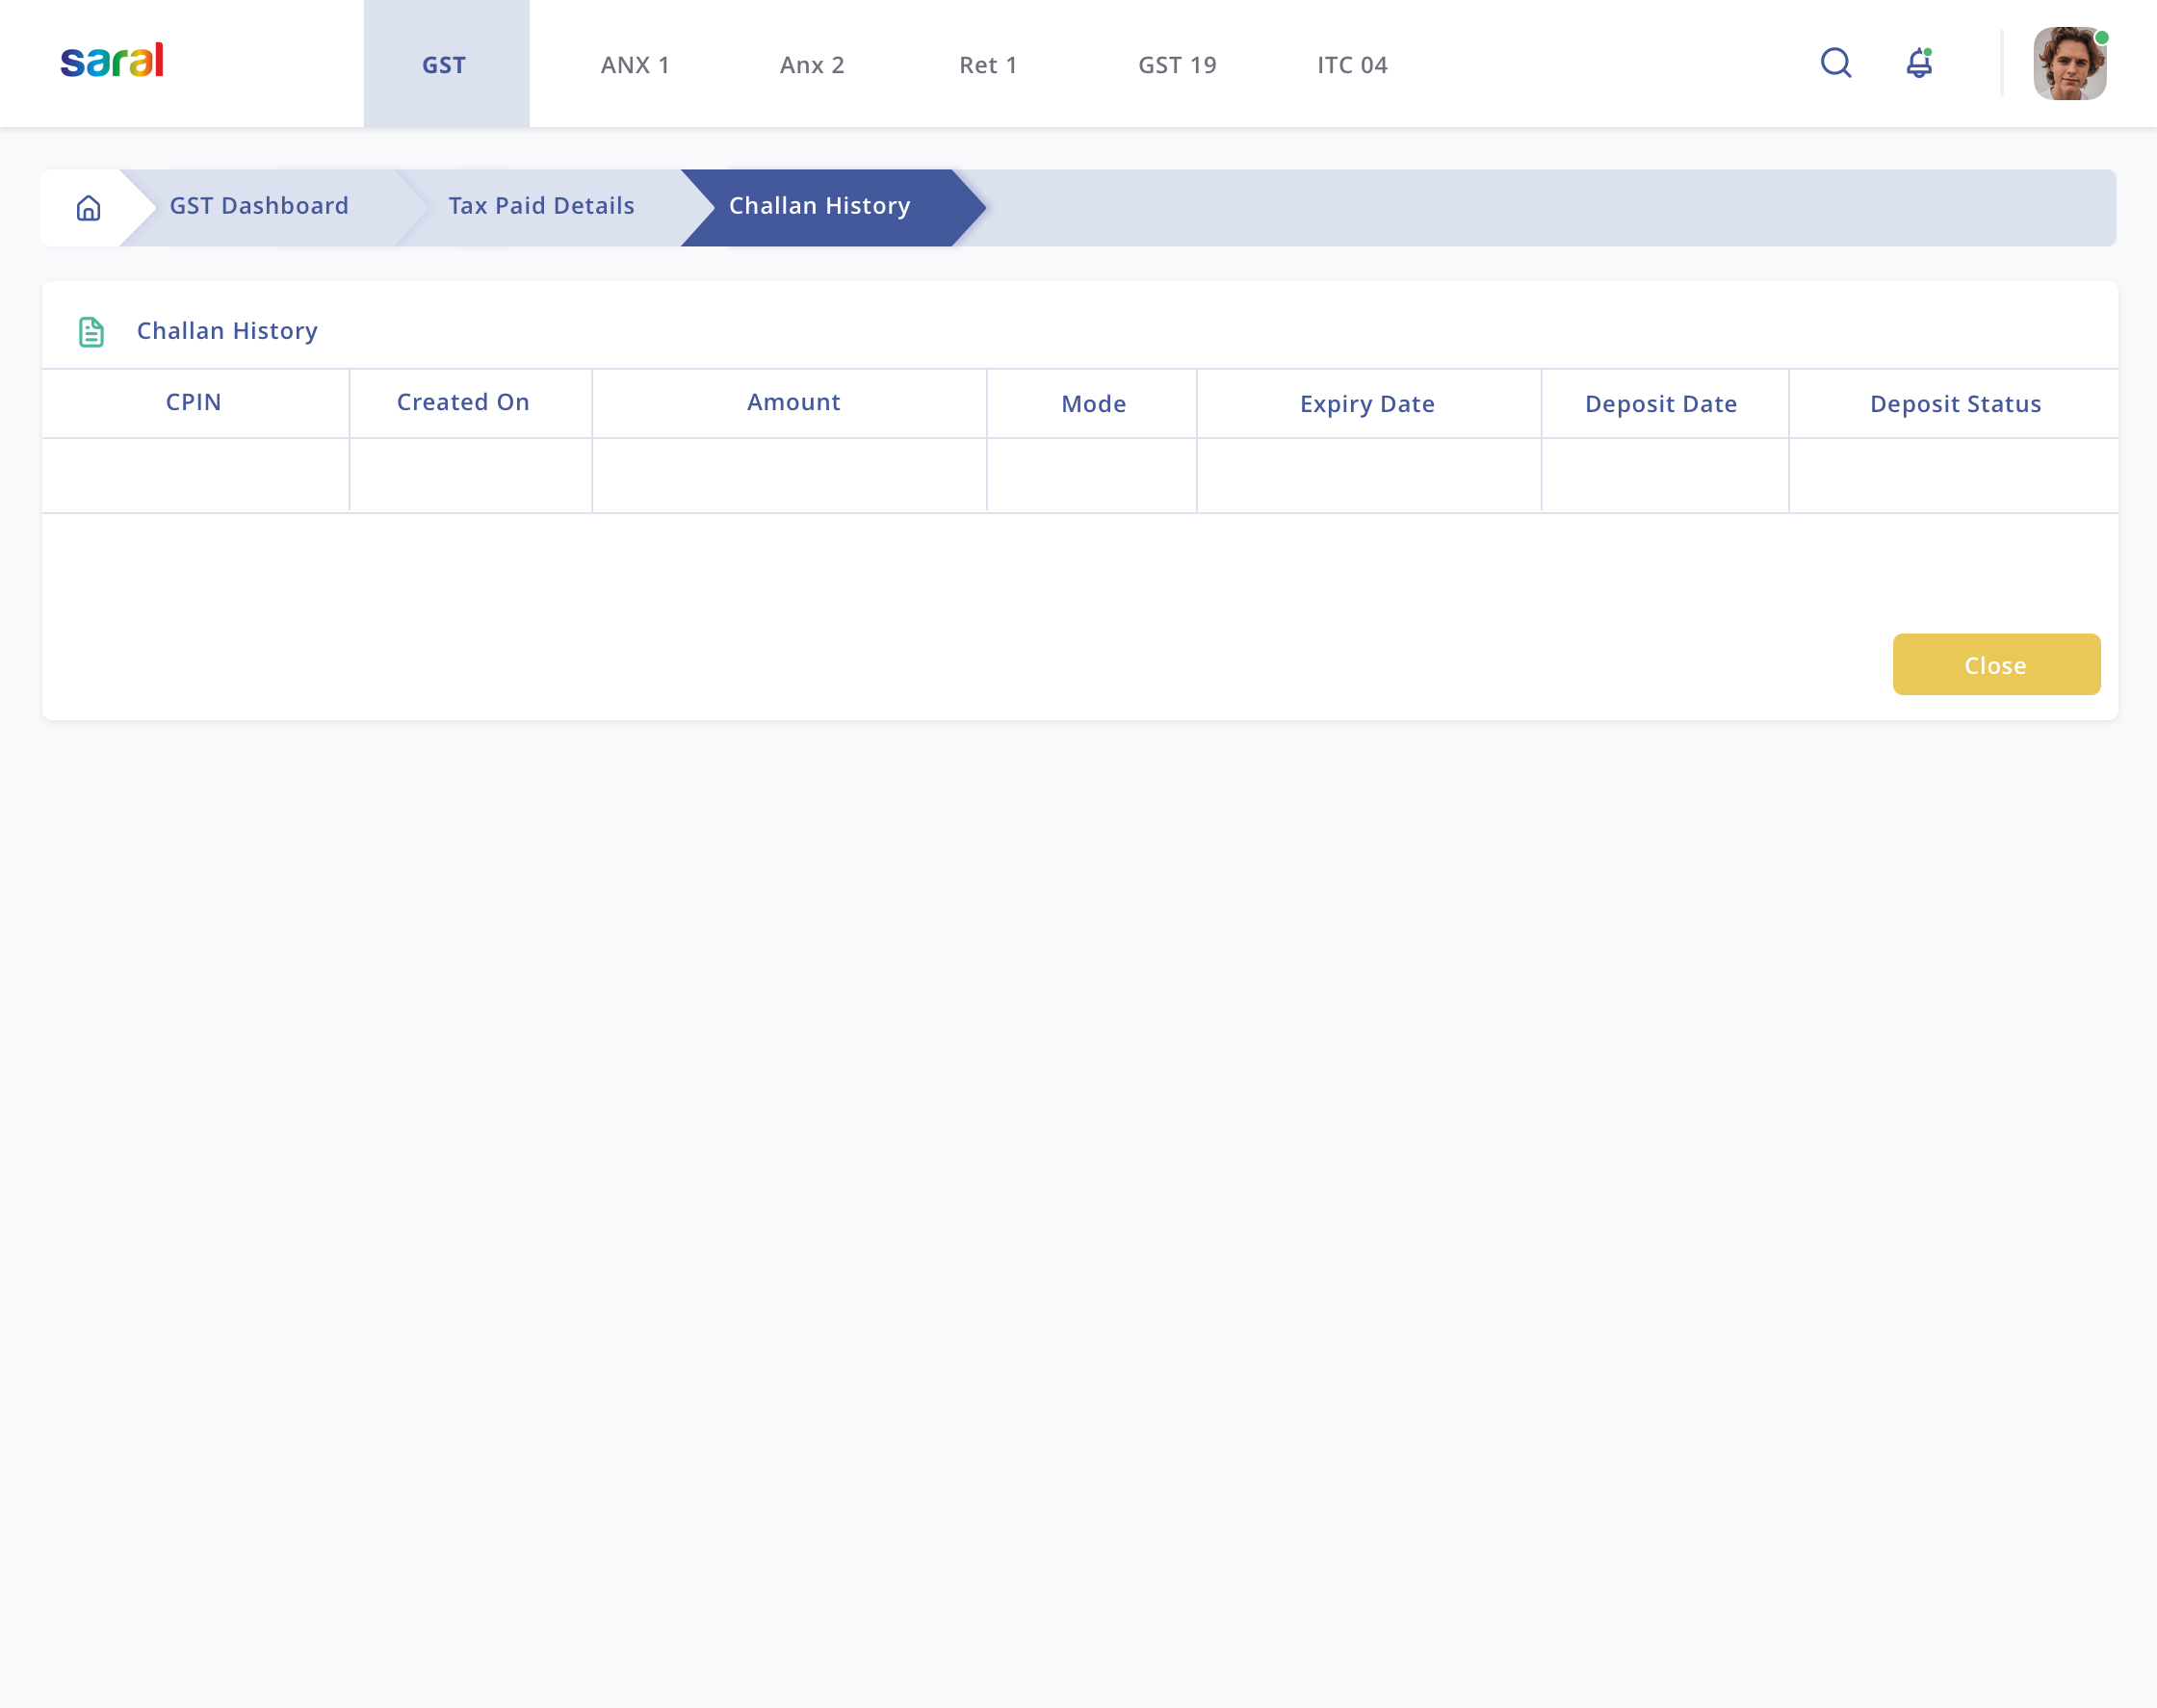 saral
GST
ANX 1
Anx 2
Ret 1
GST 19
ITC 04
GST Dashboard
Tax Paid Details
Challan History
Challan History
CPIN
Created On
Amount
Mode
Expiry Date
Deposit Date
Deposit Status
Close